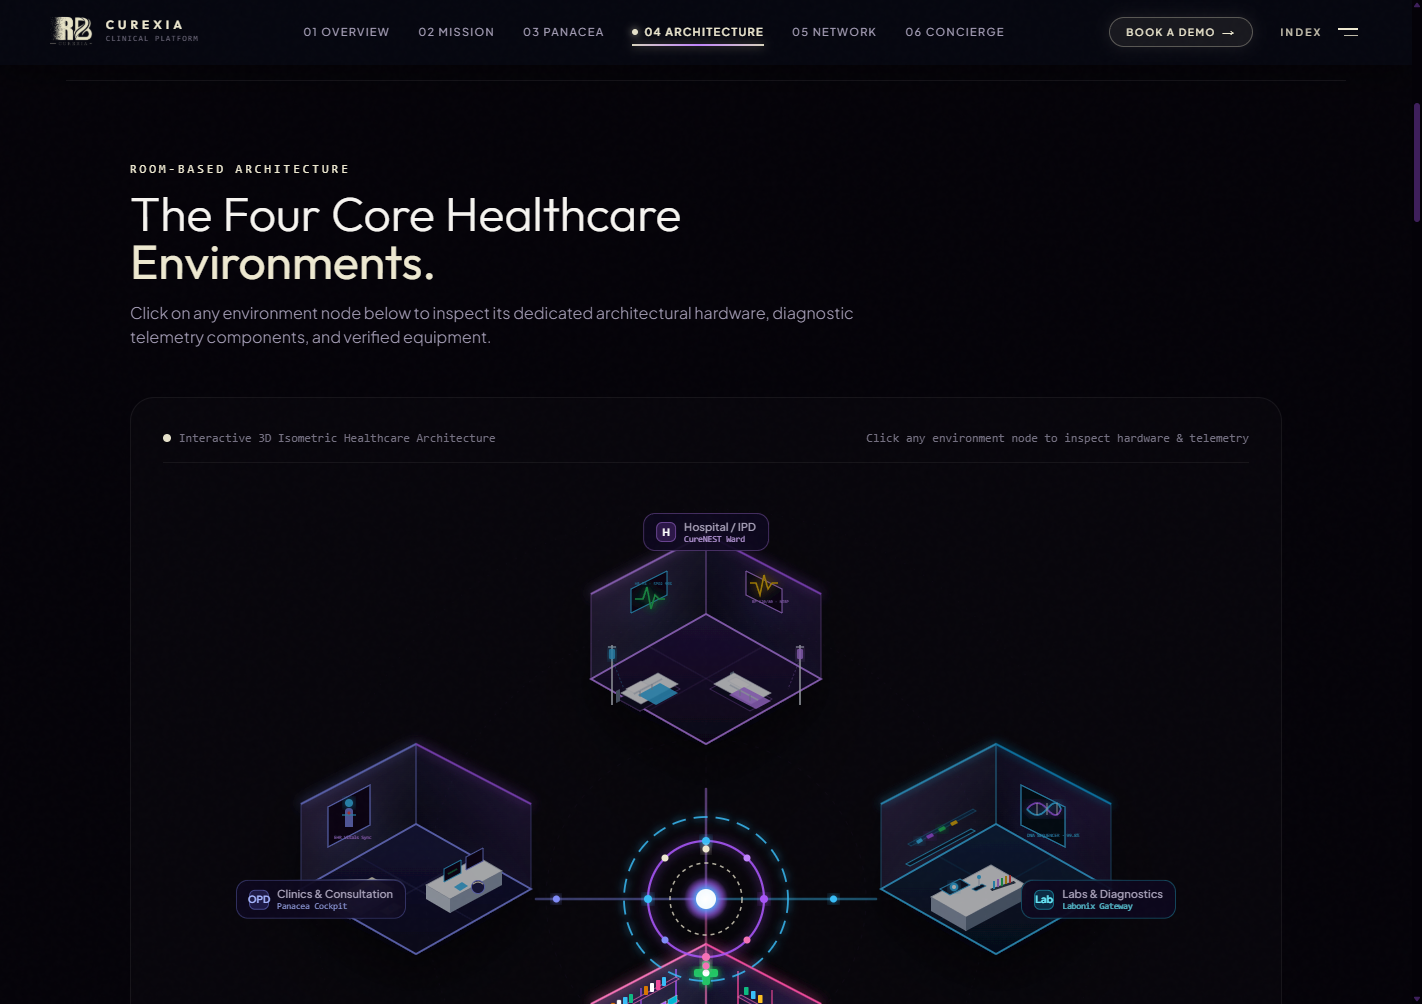 CUREXIA
CLINICAL PLATFORM
01 OVERVIEW
02 MISSION
03 PANACEA
04 ARCHITECTURE
05 NETWORK
06 CONCIERGE
BOOK A DEMO →
INDEX
ROOM-BASED ARCHITECTURE
The Four Core Healthcare
Environments.
Click on any environment node below to inspect its dedicated architectural hardware, diagnostic
telemetry components, and verified equipment.
Interactive 3D Isometric Healthcare Architecture
Click any environment node to inspect hardware & telemetry
H
Hospital / IPD
CureNEST Ward
OPD
Clinics & Consultation
Panacea Cockpit
Lab
Labs & Diagnostics
Labonix Gateway